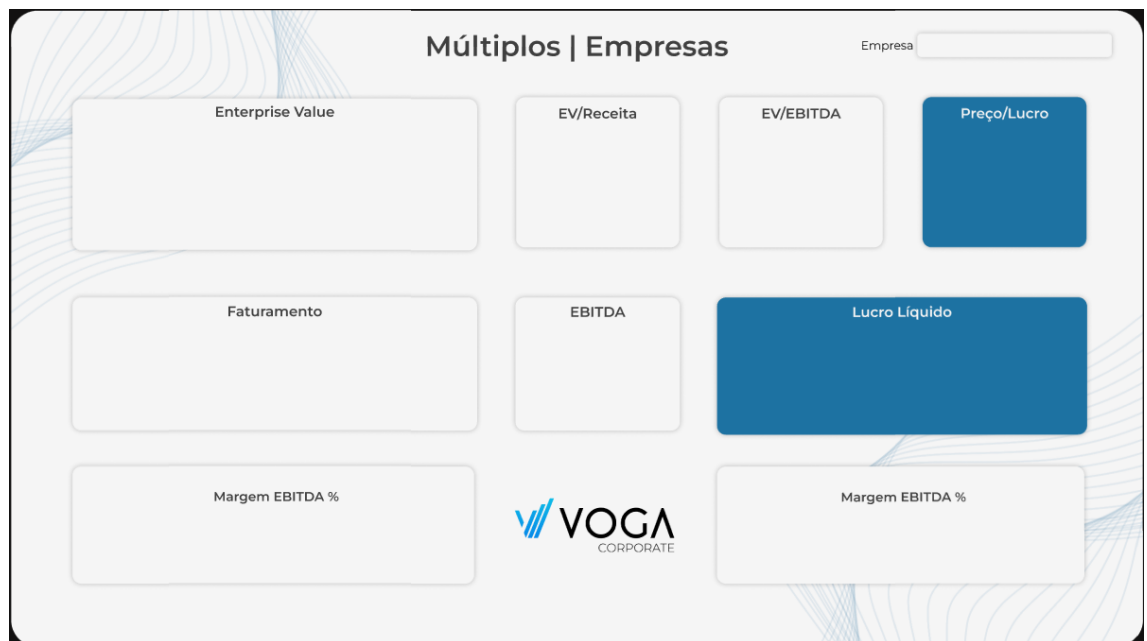 Múltiplos | Empresas
Empresa
Enterprise Value
EV/Receita
EV/EBITDA
Preço/Lucro
Faturamento
EBITDA
Lucro Líquido
Margem EBITDA %
VOGA
CORPORATE
Margem EBITDA %